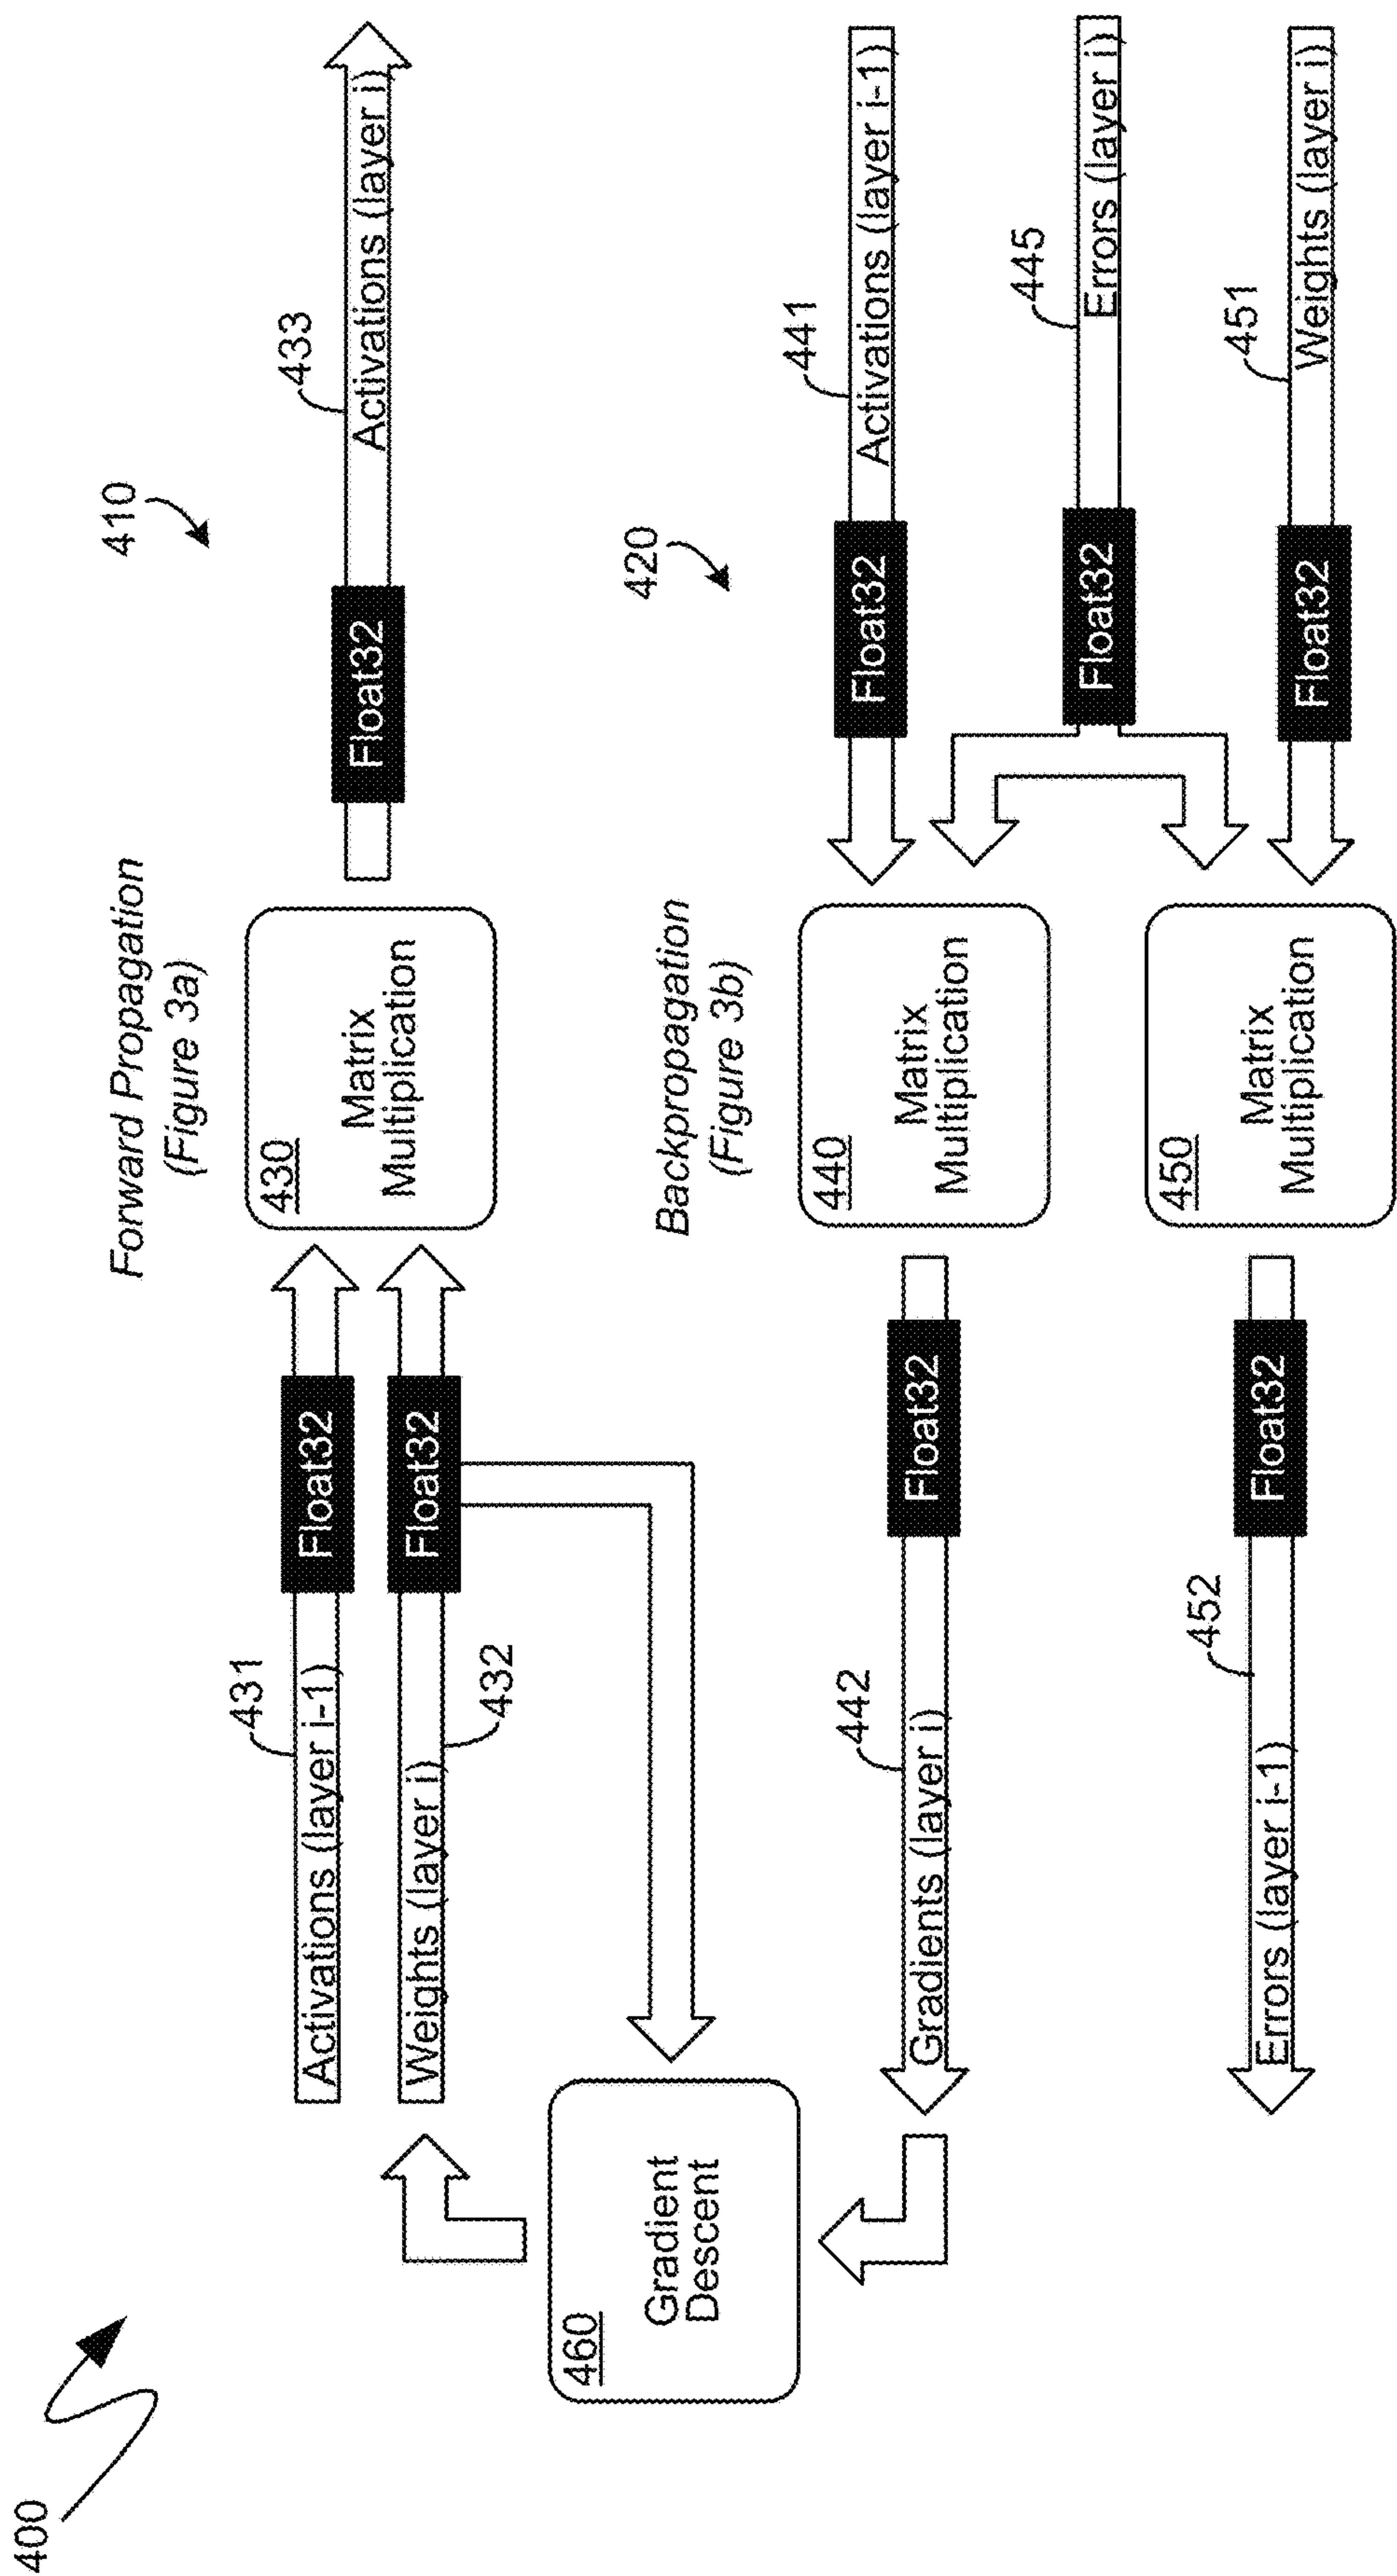 400
Forward Propagation
(Figure 3a)
410
431
Activations (layer i-1)
Float32
Weights (layer i)
Float32
432
430
Matrix
Multiplication
Float32
433
Activations (layer i)
460
Gradient
Descent
Backpropagation
(Figure 3b)
420
442
Gradients (layer i)
Float32
440
Matrix
Multiplication
Float32
441
Activations (layer i-1)
Float32
445
Errors (layer i)
452
Errors (layer i-1)
Float32
450
Matrix
Multiplication
Float32
451
Weights (layer i)